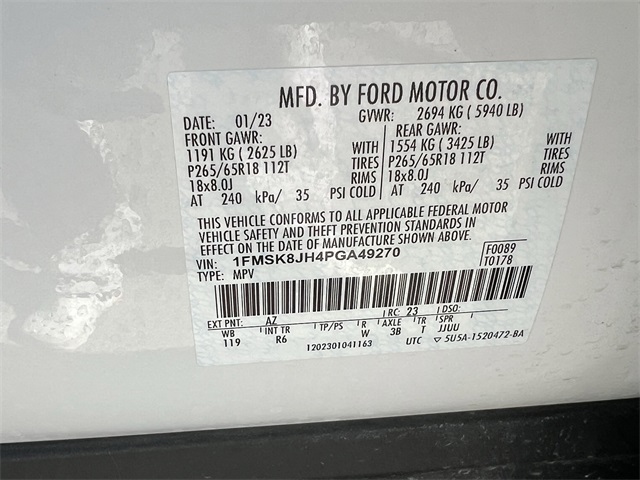 MFD. BY FORD MOTOR CO.
DATE: 01/23 GVWR: 2694 KG ( 5940 LB)
FRONT GAWR: REAR GAWR:
1191 KG ( 2625 LB) WITH 1554 KG ( 3425 LB) WITH
P265/65R18 112T TIRES P265/65R18 112T TIRES
18x8.0J RIMS 18x8.0J RIMS
AT 240 kPa/ 35 PSI COLD AT 240 kPa/ 35 PSI COLD
THIS VEHICLE CONFORMS TO ALL APPLICABLE FEDERAL MOTOR
VEHICLE SAFETY AND THEFT PREVENTION STANDARDS IN
EFFECT ON THE DATE OF MANUFACTURE SHOWN ABOVE.
VIN: 1FMSK8JH4PGA49270 F0089
TYPE: MPV T0178
EXT PNT: AZ RC: 23
WB INT TR TP/PS R AXLE TR SPR
119 R6 W 3B T JJUU
1202301041163 UTC ▽ 5U5A-1520472-BA